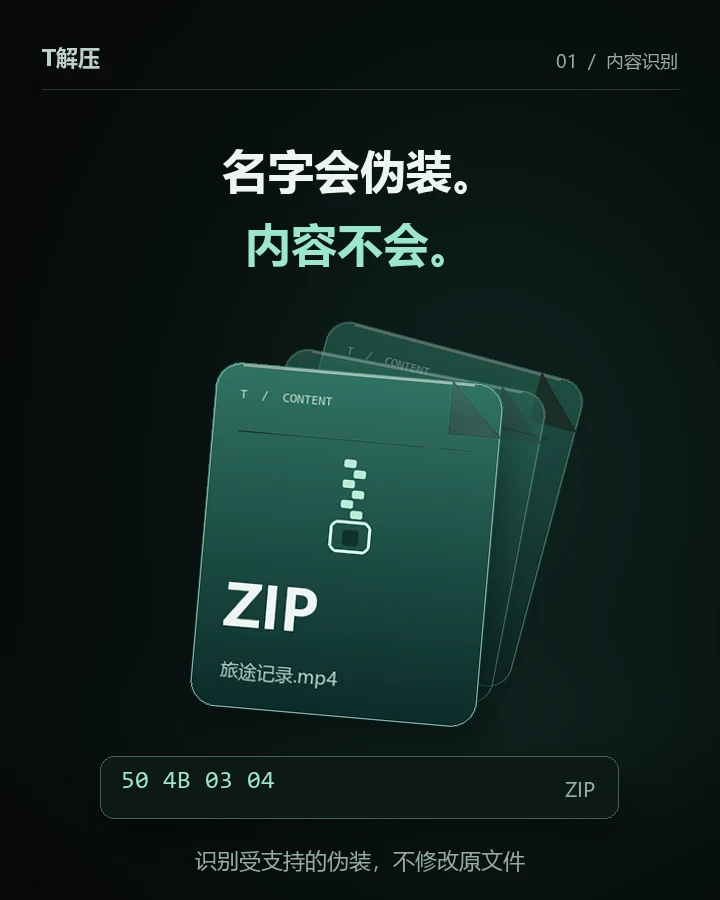 T解压
01 / 内容识别
名字会伪装。
内容不会。
T / CONTENT
T / CONTENT
ZIP
旅途记录.mp4
50 4B 03 04
ZIP
识别受支持的伪装，不修改原文件